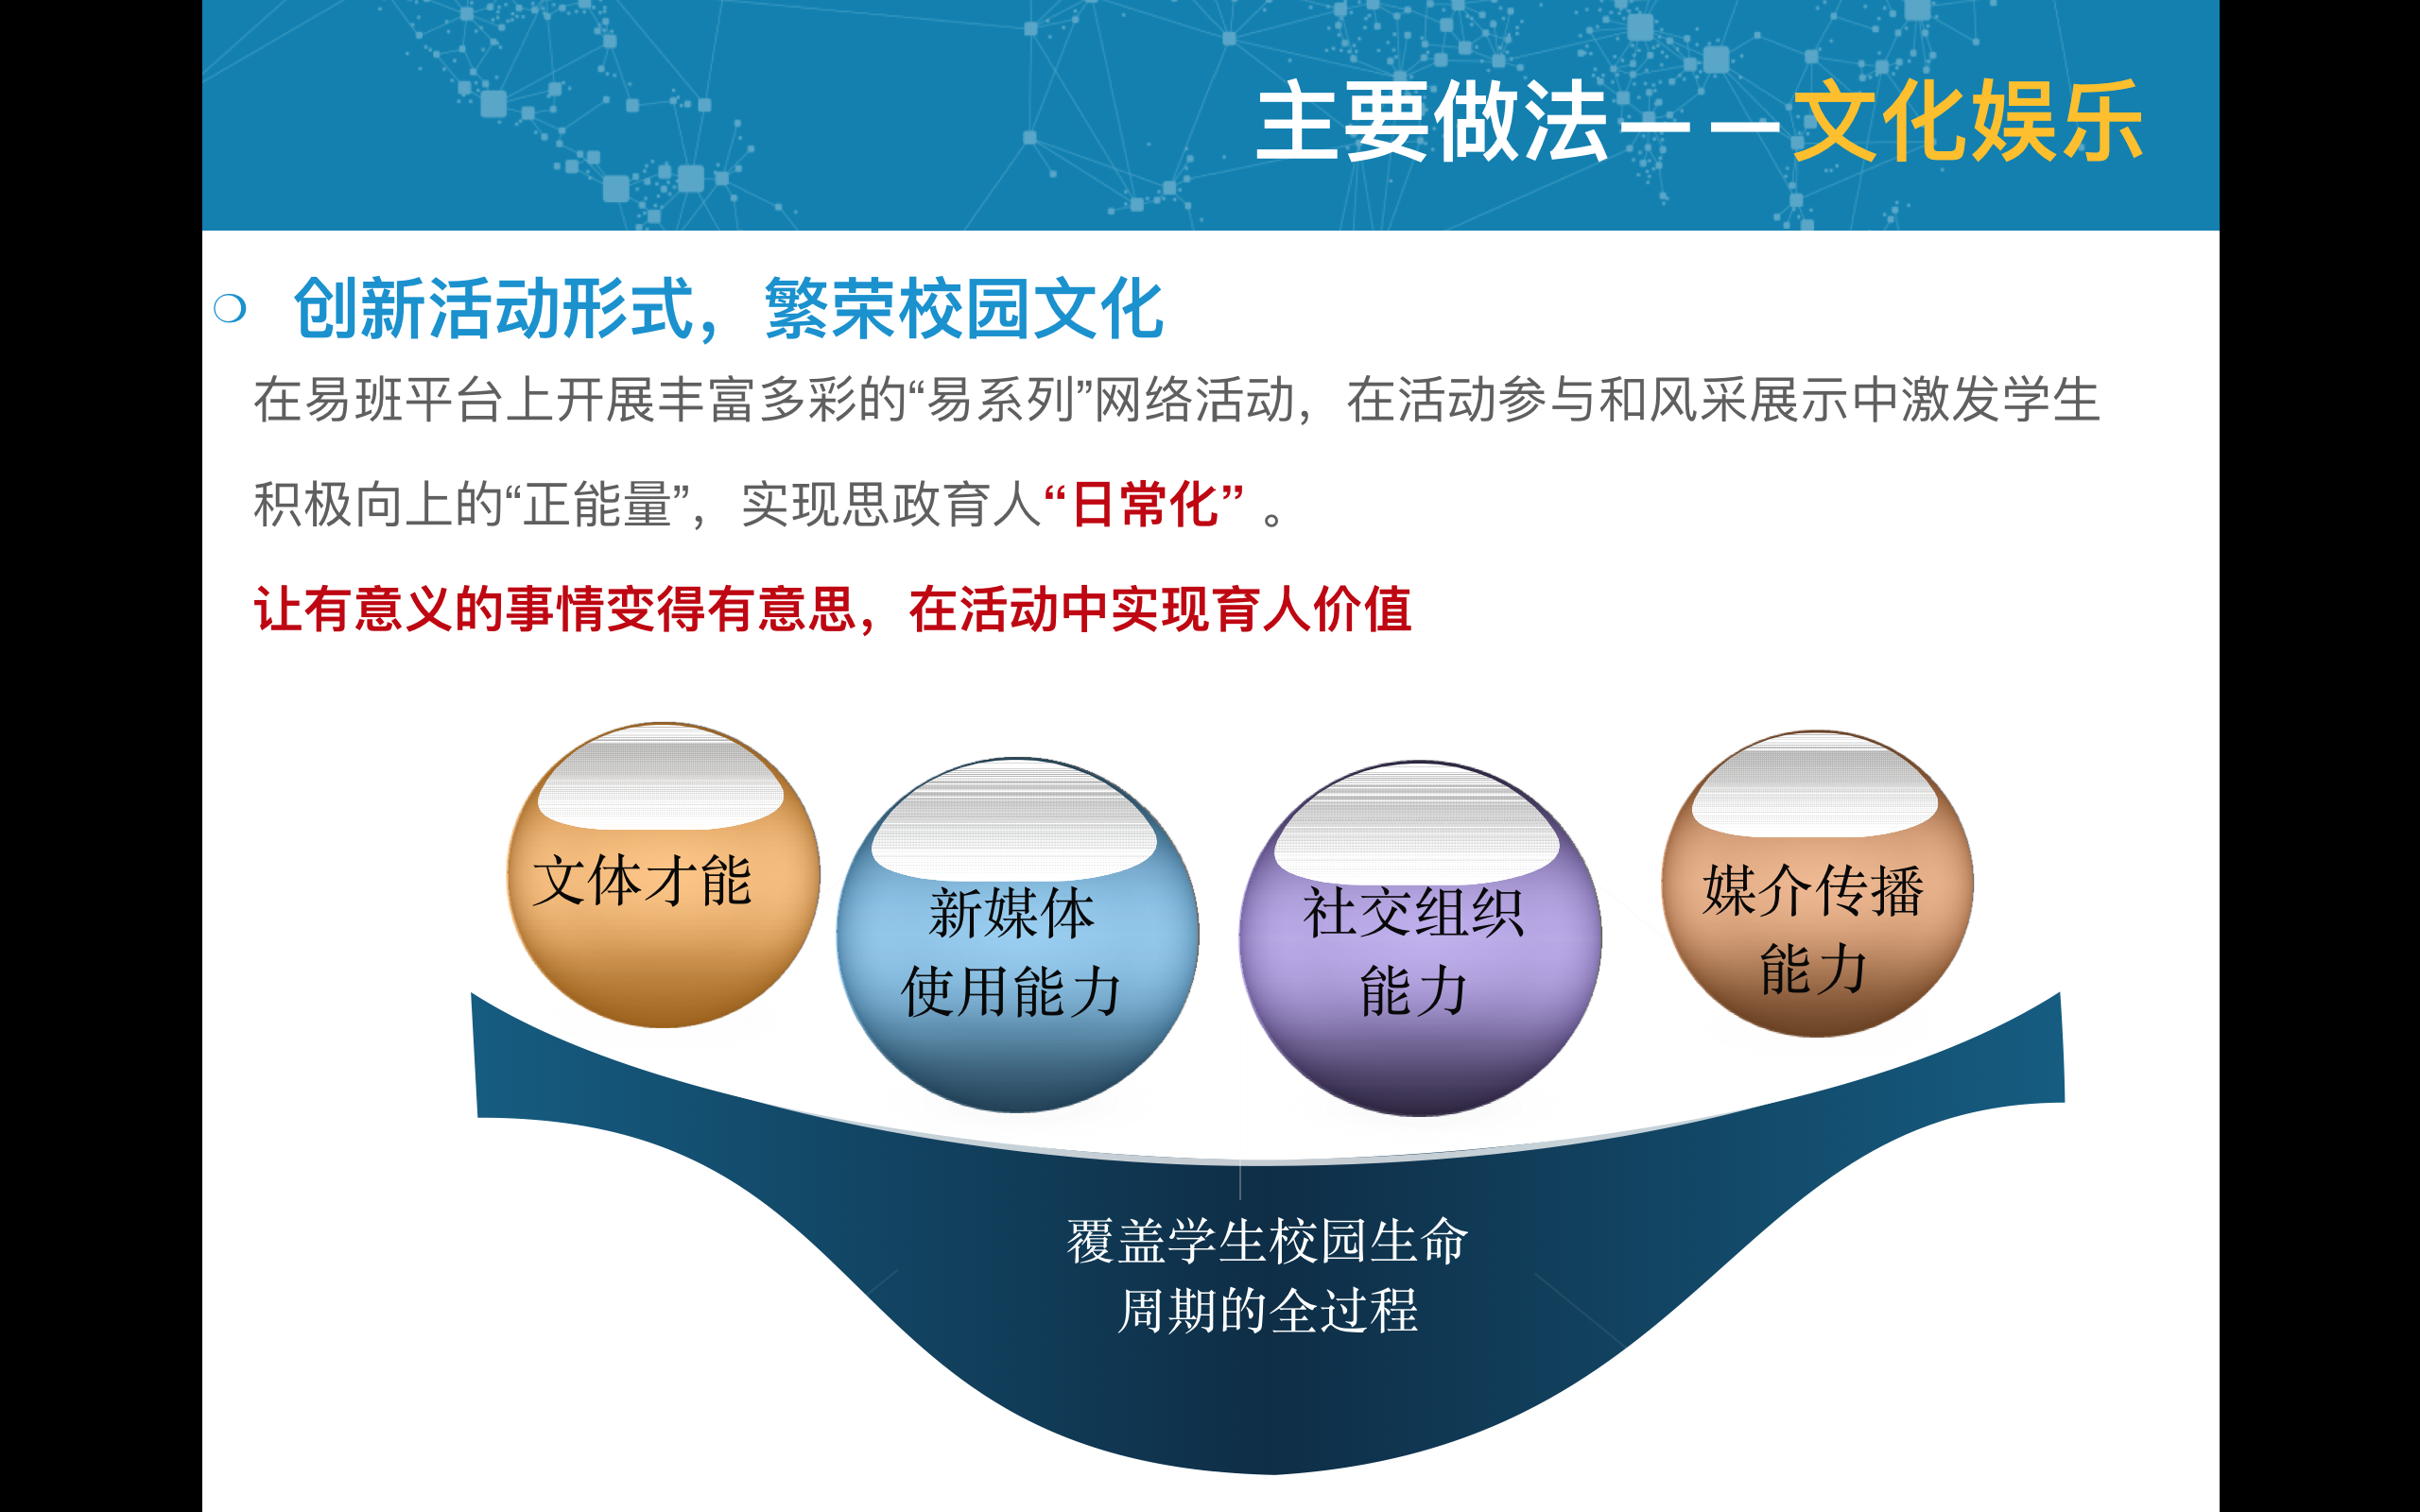 主要做法——文化娱乐
创新活动形式，繁荣校园文化
在易班平台上开展丰富多彩的“易系列”网络活动，在活动参与和风采展示中激发学生
积极向上的“正能量”，实现思政育人“日常化” 。
让有意义的事情变得有意思，在活动中实现育人价值
文体才能
新媒体
使用能力
社交组织
能力
媒介传播
能力
覆盖学生校园生命
周期的全过程